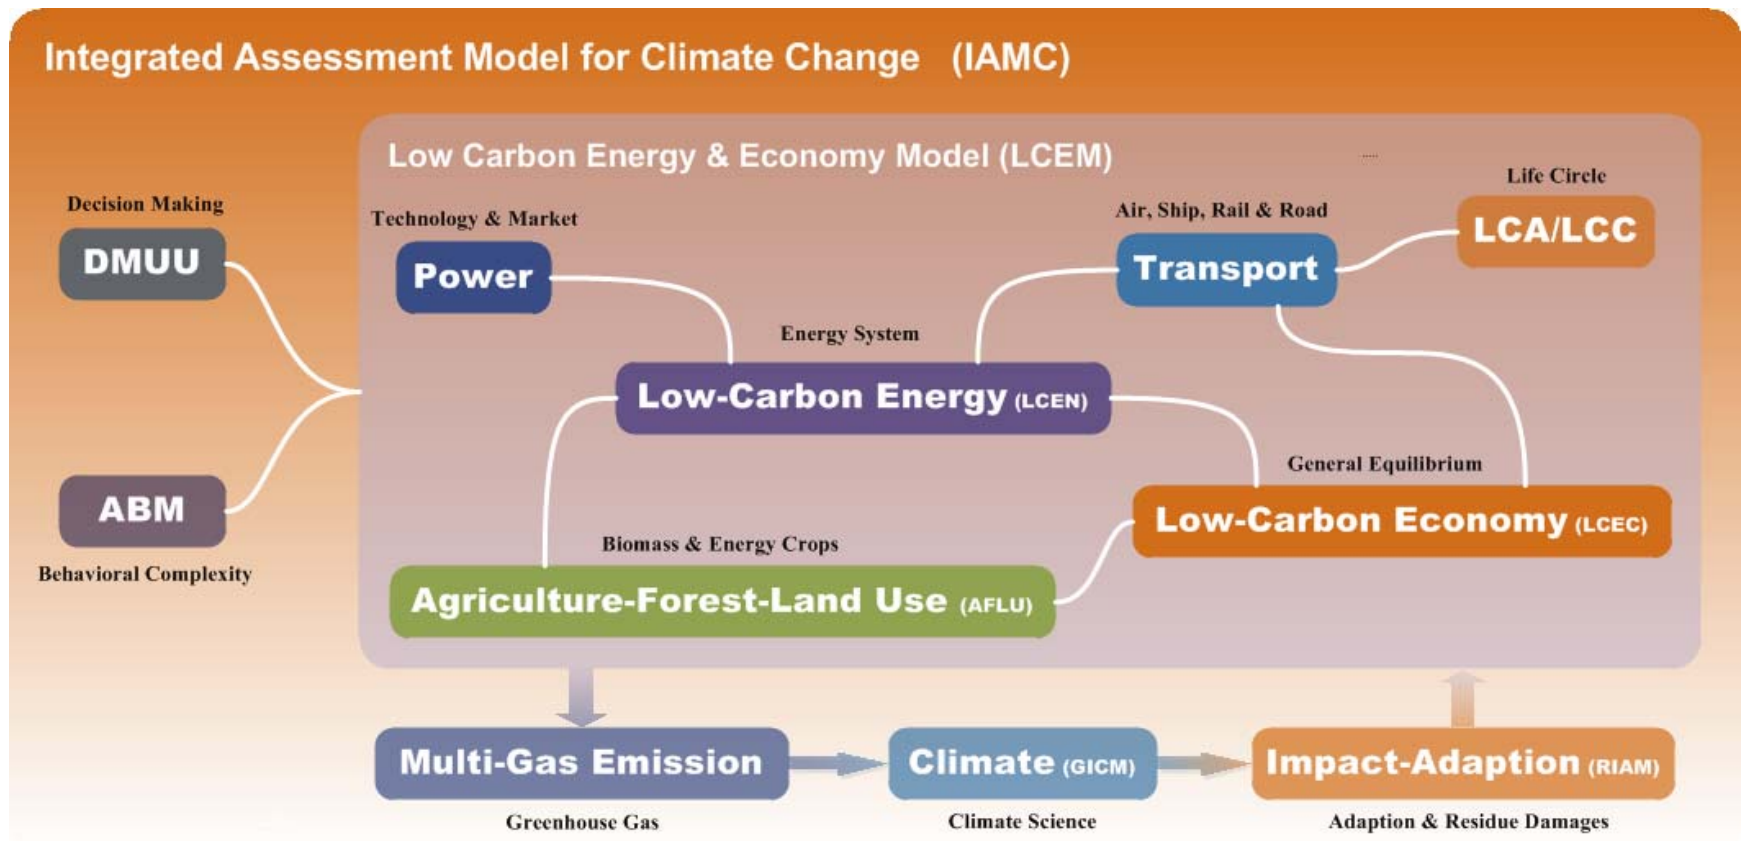 Integrated Assessment Model for Climate Change (IAMC)
Low Carbon Energy & Economy Model (LCEM)
.....
Life Circle
LCA/LCC
Decision Making
DMUU
Technology & Market
Power
Air, Ship, Rail & Road
Transport
Energy System
Low-Carbon Energy (LCEN)
General Equilibrium
Low-Carbon Economy (LCEC)
ABM
Behavioral Complexity
Biomass & Energy Crops
Agriculture-Forest-Land Use (AFLU)
Multi-Gas Emission
Greenhouse Gas
Climate (GICM)
Climate Science
Impact-Adaption (RIAM)
Adaption & Residue Damages